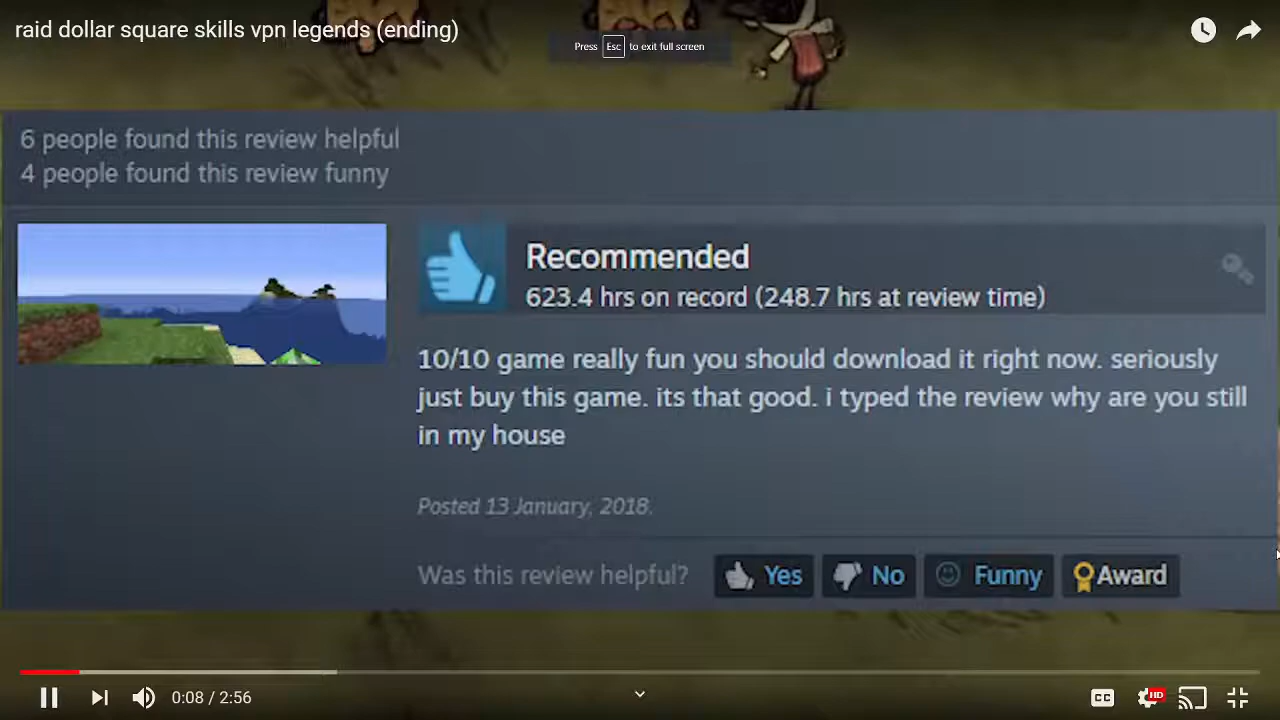 raid dollar square skills vpn legends (ending)
Press Esc to exit full screen
6 people found this review helpful
4 people found this review funny
Recommended
623.4 hrs on record (248.7 hrs at review time)
10/10 game really fun you should download it right now. seriously
just buy this game. its that good. i typed the review why are you still
in my house
Posted 13 January, 2018.
Was this review helpful? Yes No Funny Award
0:08 / 2:56 CC HD